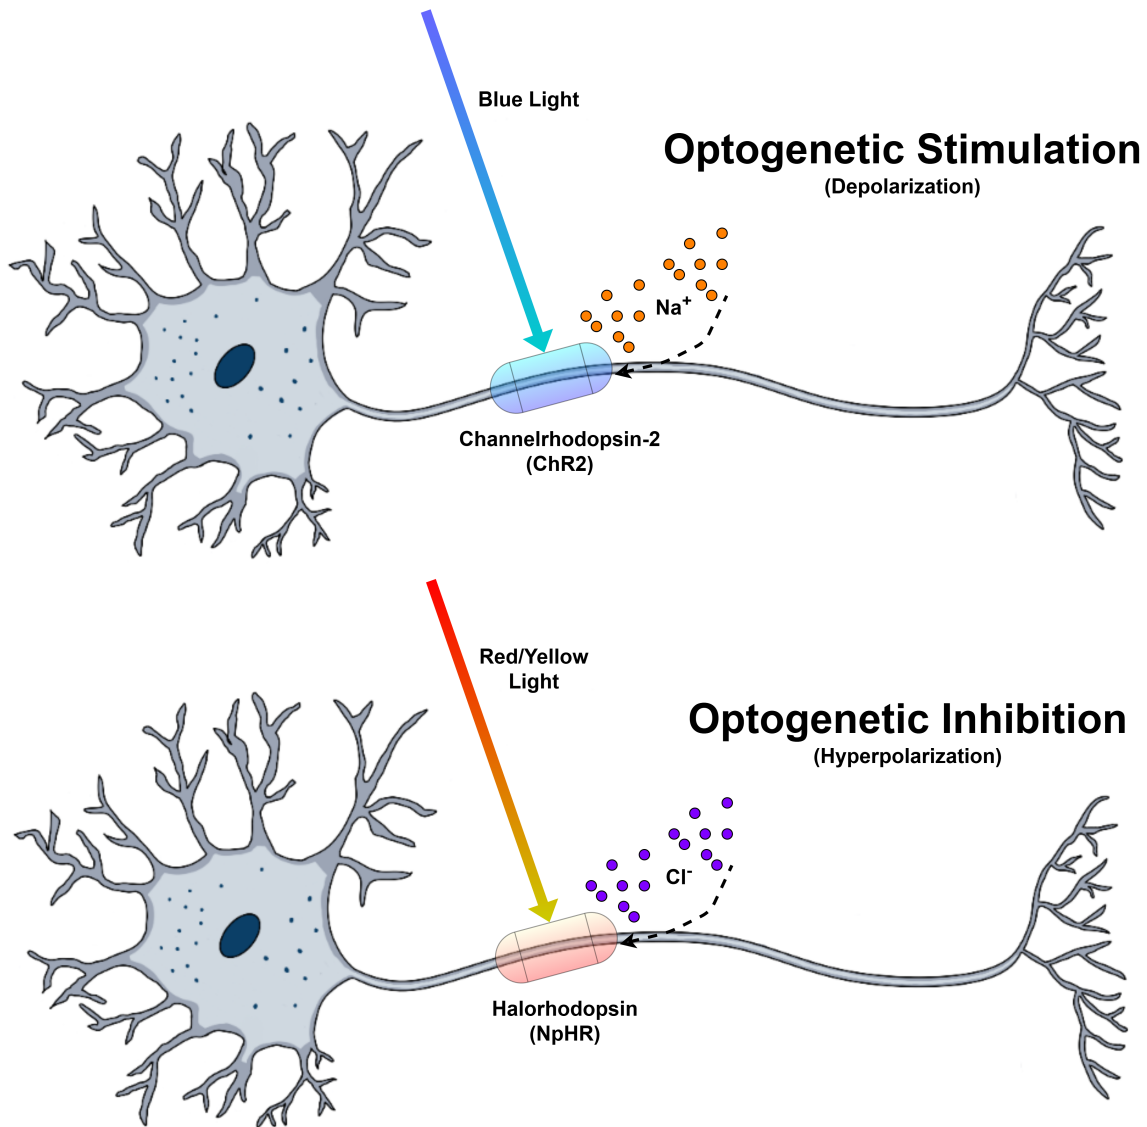 Blue Light
Optogenetic Stimulation
(Depolarization)
Na⁺
Channelrhodopsin-2
(ChR2)
Red/Yellow
Light
Optogenetic Inhibition
(Hyperpolarization)
Cl⁻
Halorhodopsin
(NpHR)